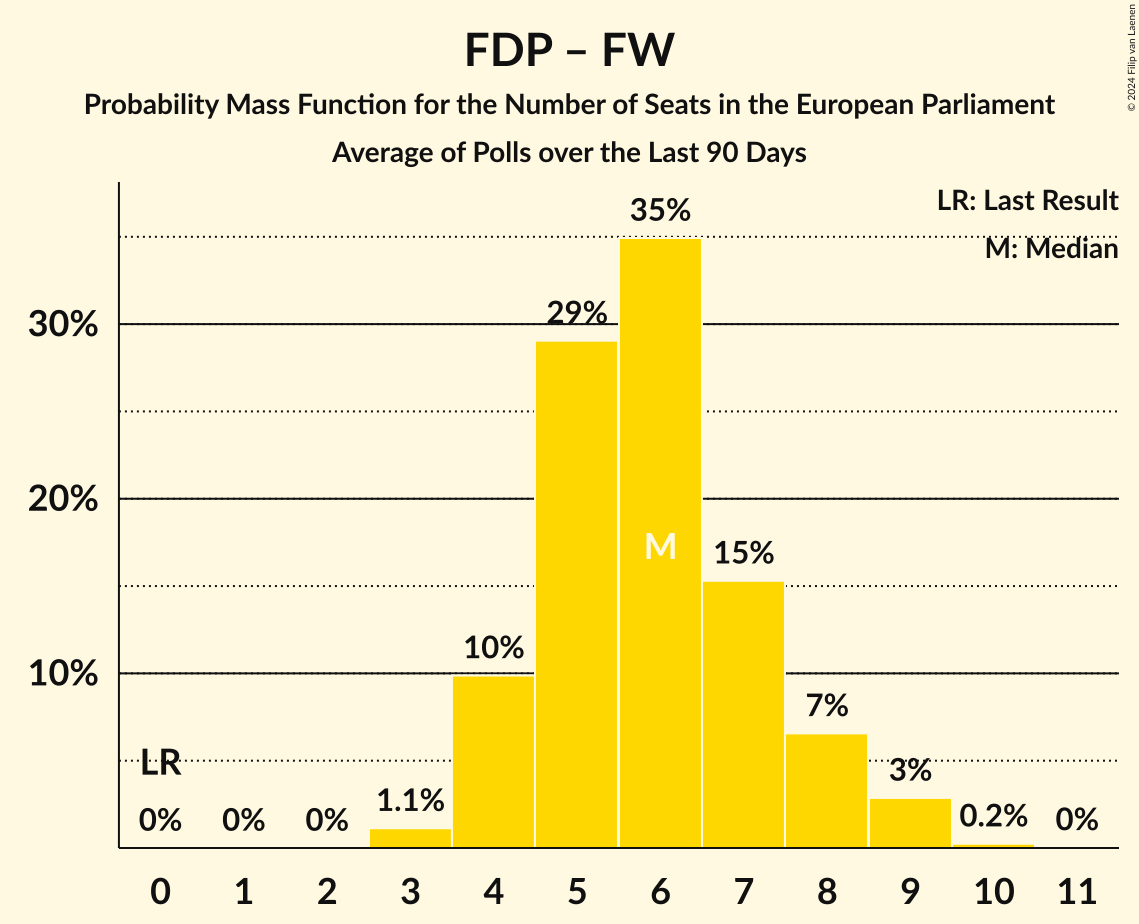 FDP – FW
Probability Mass Function for the Number of Seats in the European Parliament
Average of Polls over the Last 90 Days
© 2024 Filip van Laenen
LR: Last Result
M: Median
30%
20%
10%
LR
0%
0%
0%
1.1%
10%
29%
35%
M
15%
7%
3%
0.2%
0%
0 1 2 3 4 5 6 7 8 9 10 11